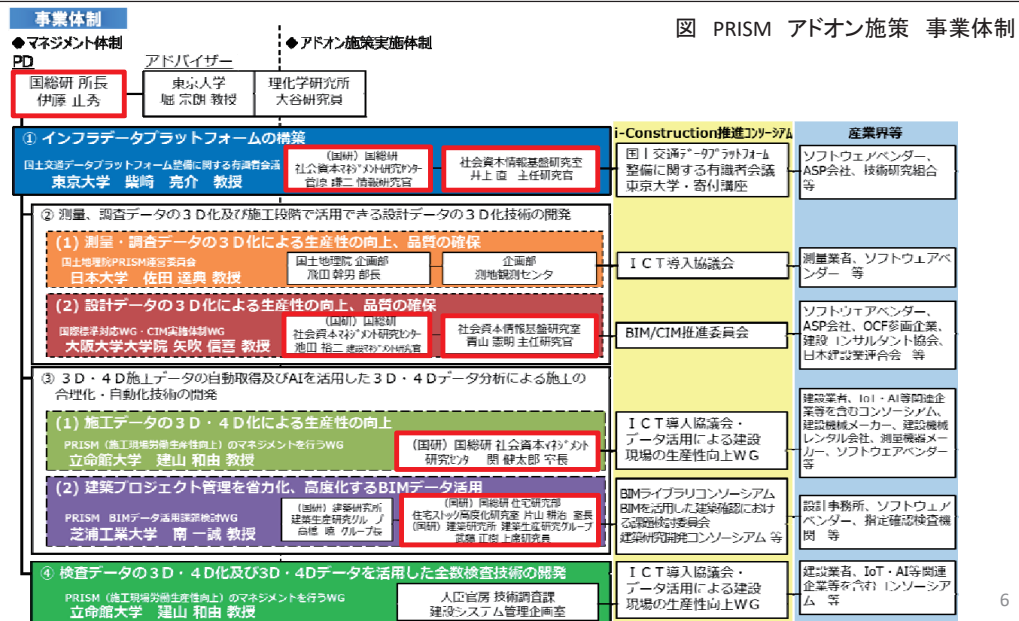 事業体制
図 PRISM アドオン施策 事業体制
◆マネジメント体制
◆アドオン施策実施体制
PD
アドバイザー
国総研 所長
伊藤 正秀
東京大学
堀 宗朗 教授
理化学研究所
大谷研究員
① インフラデータプラットフォームの構築
国土交通データプラットフォーム整備に関する有識者会議
東京大学 柴崎 亮介 教授
(国研)国総研
社会資本マネジメント研究センター
菅原 謙二 情報研究官
社会資本情報基盤研究室
井上 直 主任研究官
i-Construction推進コンソーシアム
国土交通データプラットフォーム
整備に関する有識者会議
東京大学・寄付講座
産業界等
ソフトウェアベンダー、
ASP会社、技術研究組合
等
② 測量、調査データの3D化及び施工段階で活用できる設計データの3D化技術の開発
(1) 測量・調査データの3D化による生産性の向上、品質の確保
国土地理院PRISM運営委員会
日本大学 佐田 達典 教授
国土地理院 企画部
飛田 幹男 部長
企画部
測地観測センタ
ICT導入協議会
測量業者、ソフトウェアベ
ンダー 等
(2) 設計データの3D化による生産性の向上、品質の確保
国際標準対応WG・CIM実施体制WG
大阪大学大学院 矢吹 信喜 教授
(国研)国総研
社会資本マネジメント研究センター
池田 裕二 建設マネジメント研究官
社会資本情報基盤研究室
青山 憲明 主任研究官
BIM/CIM推進委員会
ソフトウェアベンダー、
ASP会社、OCF参画企業、
建設コンサルタント協会、
日本建設業連合会 等
③ 3D・4D施工データの自動取得及びAIを活用した3D・4Dデータ分析による施工の
合理化・自動化技術の開発
(1) 施工データの3D・4D化による生産性の向上
PRISM(施工現場労働生産性向上)のマネジメントを行うWG
立命館大学 建山 和由 教授
(国研)国総研 社会資本マネジメント
研究センタ 関 健太郎 室長
ICT導入協議会・
データ活用による建設
現場の生産性向上WG
建設業者、IoT・AI等関連企
業等を含むコンソーシアム、
建設機械メーカー、建設機械
レンタル会社、測量機器メー
カー、ソフトウェアベンダー
等
(2) 建築プロジェクト管理を省力化、高度化するBIMデータ活用
PRISM BIMデータ活用課題検討WG
芝浦工業大学 南 一誠 教授
(国研)建築研究所
建築生産研究グループ
高橋 暁 グループ長
(国研)国総研 住宅研究部
住宅ストック高度化研究室 片山 耕治 室長
(国研)建築研究所 建築生産研究グループ
武藤 正樹 上席研究員
BIMライブラリコンソーシアム
BIMを活用した建築確認におけ
る課題検討委員会
建築研究開発コンソーシアム 等
設計事務所、ソフトウェア
ベンダー、指定確認検査機
関 等
④ 検査データの3D・4D化及び3D・4Dデータを活用した全数検査技術の開発
PRISM(施工現場労働生産性向上)のマネジメントを行うWG
立命館大学 建山 和由 教授
大臣官房 技術調査課
建設システム管理企画室
ICT導入協議会・
データ活用による建設
現場の生産性向上WG
建設業者、IoT・AI等関連
企業等を含むコンソーシア
ム 等
6